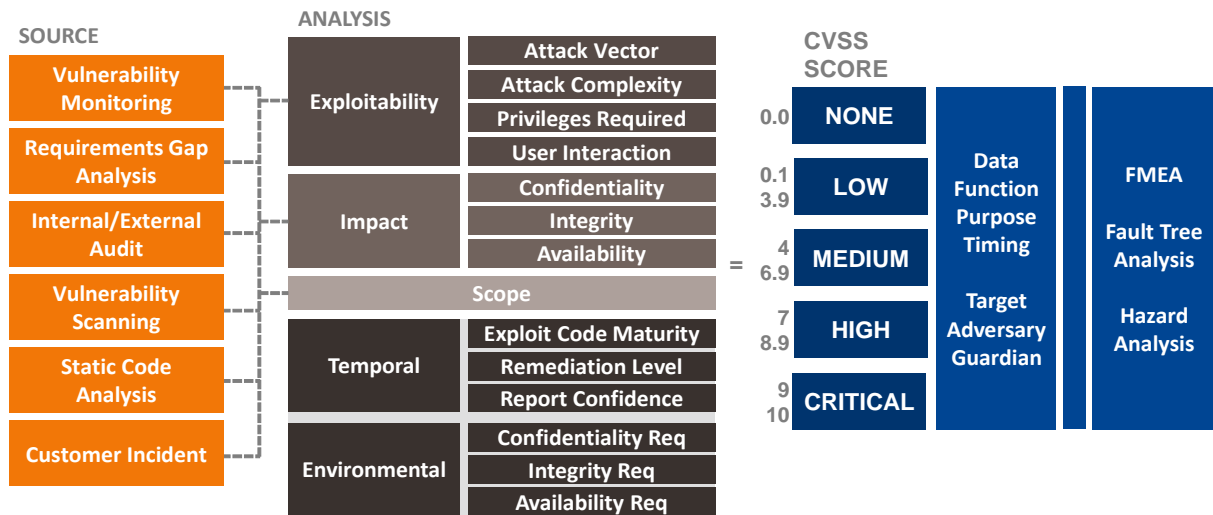 SOURCE
Vulnerability
Monitoring
Requirements Gap
Analysis
Internal/External
Audit
Vulnerability
Scanning
Static Code
Analysis
Customer Incident
ANALYSIS
Exploitability
Attack Vector
Attack Complexity
Privileges Required
User Interaction
Impact
Confidentiality
Integrity
Availability
Scope
Temporal
Exploit Code Maturity
Remediation Level
Report Confidence
Environmental
Confidentiality Req
Integrity Req
Availability Req
=
CVSS
SCORE
0.0
NONE
0.1
3.9
LOW
4
6.9
MEDIUM
7
8.9
HIGH
9
10
CRITICAL
Data
Function
Purpose
Timing
Target
Adversary
Guardian
FMEA
Fault Tree
Analysis
Hazard
Analysis